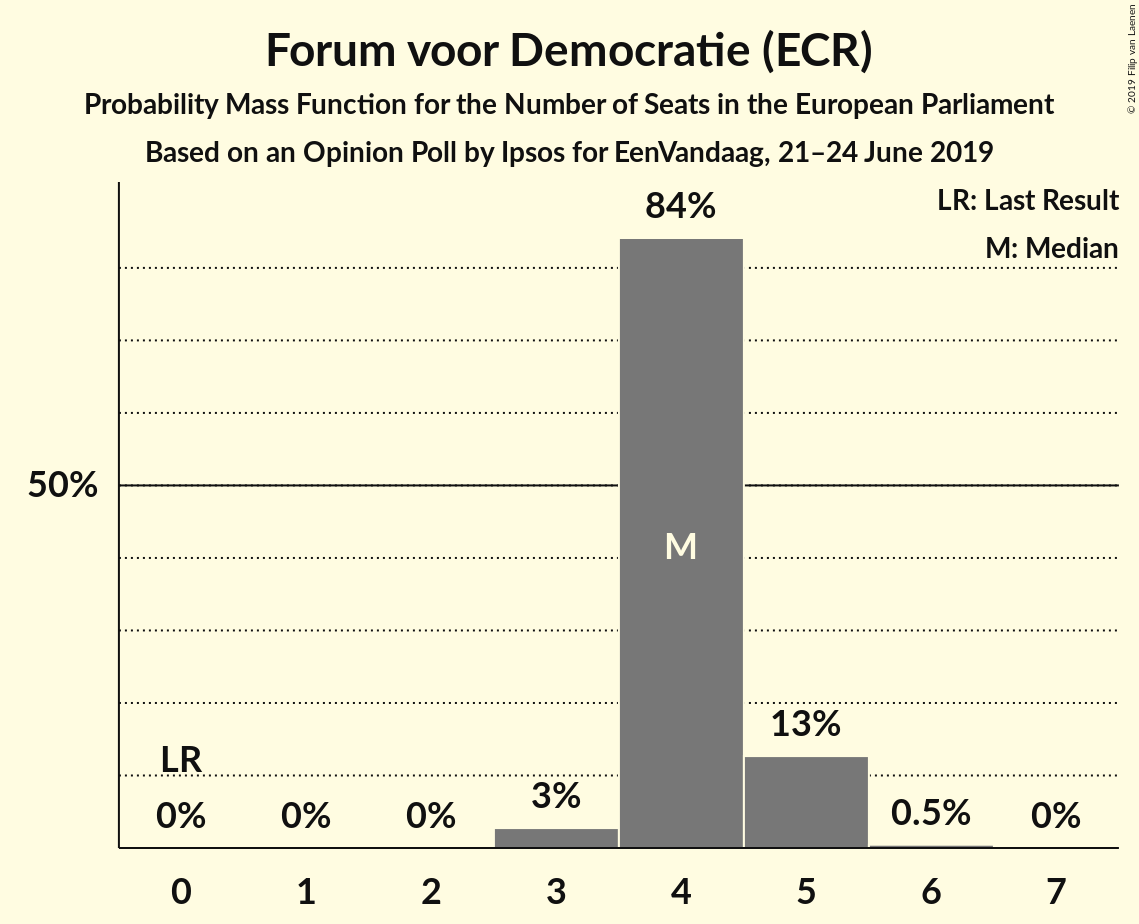 Forum voor Democratie (ECR)
Probability Mass Function for the Number of Seats in the European Parliament
Based on an Opinion Poll by Ipsos for EenVandaag, 21–24 June 2019
© 2019 Filip van Laenen
LR: Last Result
M: Median
84%
50%
M
13%
LR
3%
0% 0% 0% 0.5% 0%
0 1 2 3 4 5 6 7